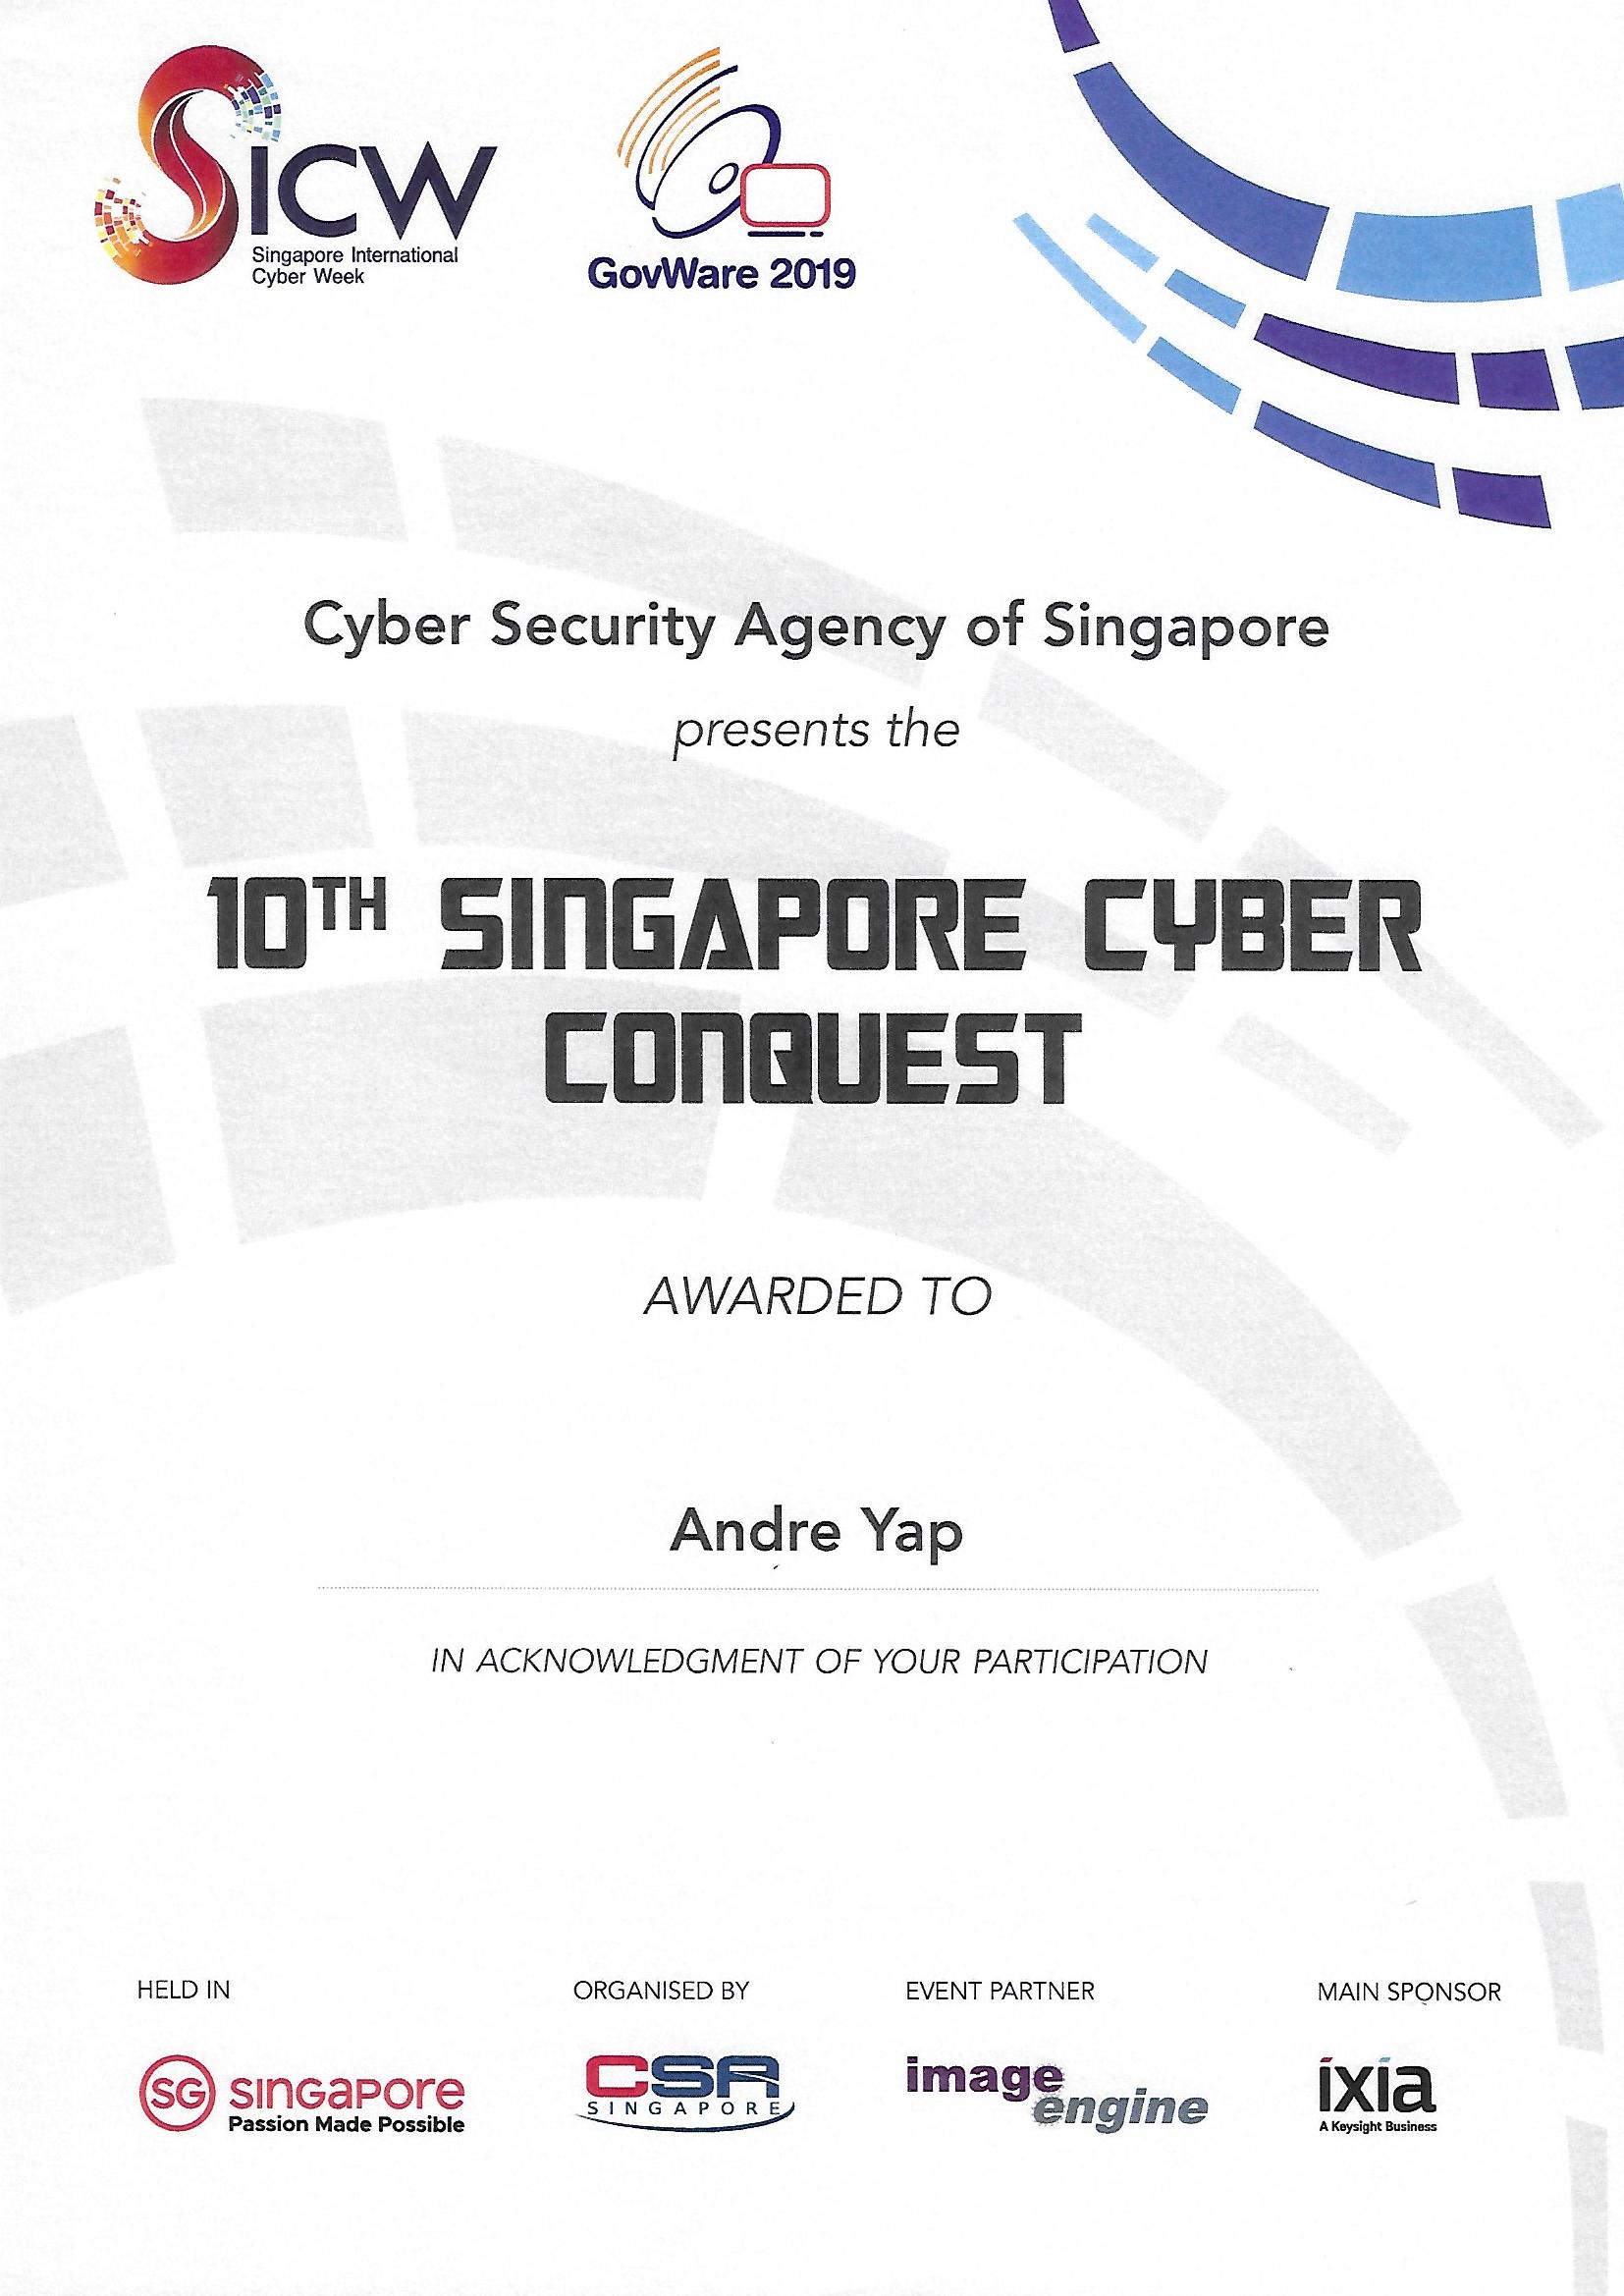 SICW
Singapore International
Cyber Week
GovWare 2019
Cyber Security Agency of Singapore
presents the
10TH SINGAPORE CYBER
CONQUEST
AWARDED TO
Andre Yap
IN ACKNOWLEDGMENT OF YOUR PARTICIPATION
HELD IN
ORGANISED BY
EVENT PARTNER
MAIN SPONSOR
SG singapore
Passion Made Possible
CSA
SINGAPORE
image
engine
ixia
A Keysight Business